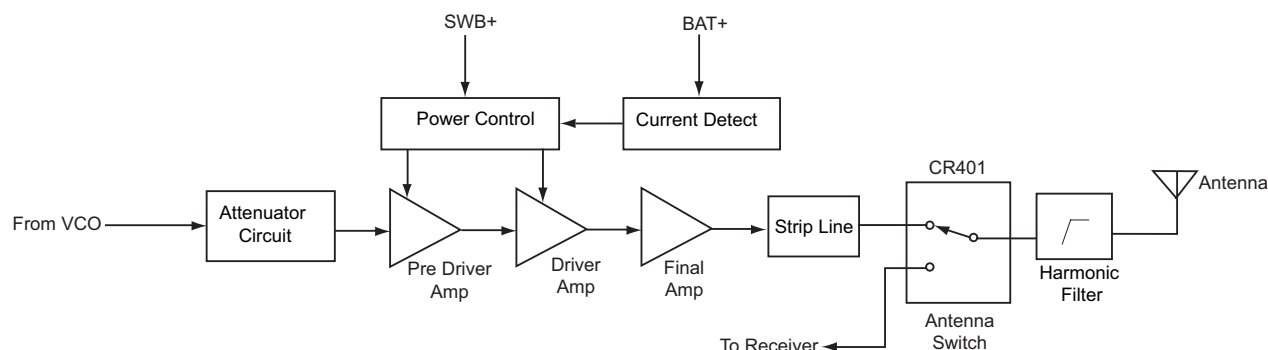 SWB+
BAT+
Power Control
Current Detect
CR401
Antenna
From VCO
Attenuator
Circuit
Strip Line
Pre Driver
Amp
Driver
Amp
Final
Amp
Harmonic
Filter
Antenna
Switch
To Receiver